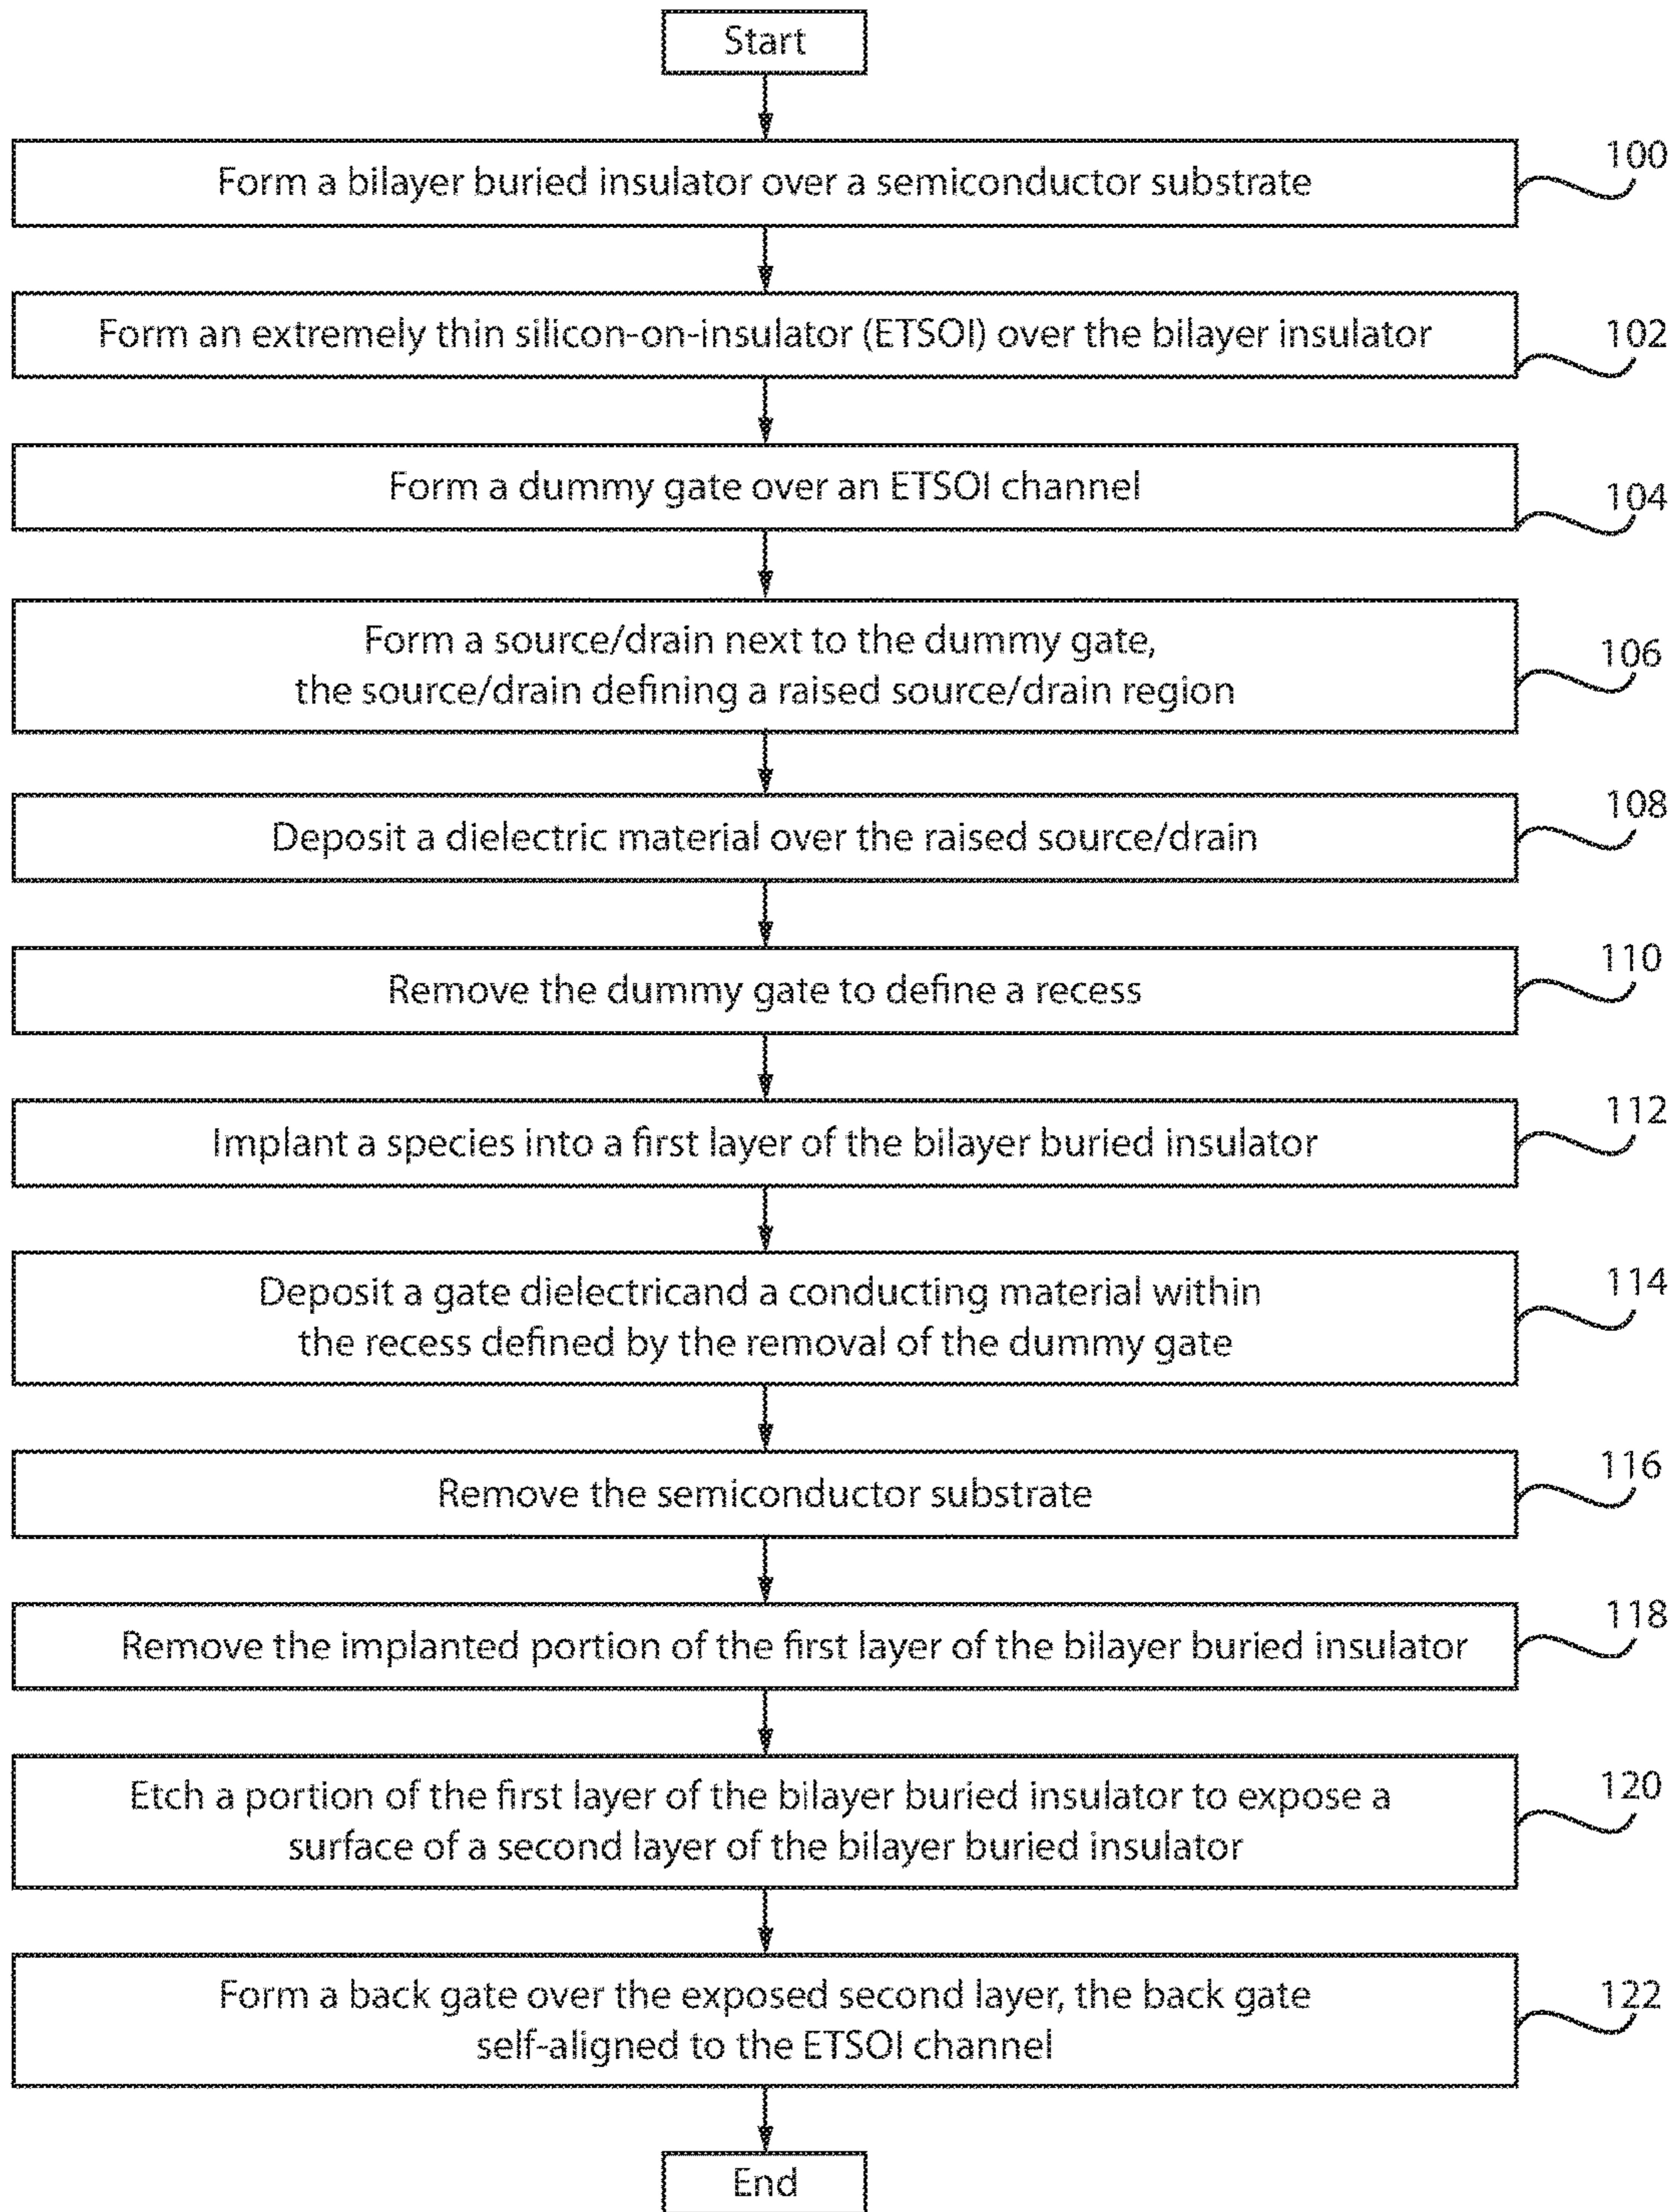 Start
Form a bilayer buried insulator over a semiconductor substrate
100
Form an extremely thin silicon-on-insulator (ETSOI) over the bilayer insulator
102
Form a dummy gate over an ETSOI channel
104
Form a source/drain next to the dummy gate,
the source/drain defining a raised source/drain region
106
Deposit a dielectric material over the raised source/drain
108
Remove the dummy gate to define a recess
110
Implant a species into a first layer of the bilayer buried insulator
112
Deposit a gate dielectricand a conducting material within
the recess defined by the removal of the dummy gate
114
Remove the semiconductor substrate
116
Remove the implanted portion of the first layer of the bilayer buried insulator
118
Etch a portion of the first layer of the bilayer buried insulator to expose a
surface of a second layer of the bilayer buried insulator
120
Form a back gate over the exposed second layer, the back gate
self-aligned to the ETSOI channel
122
End